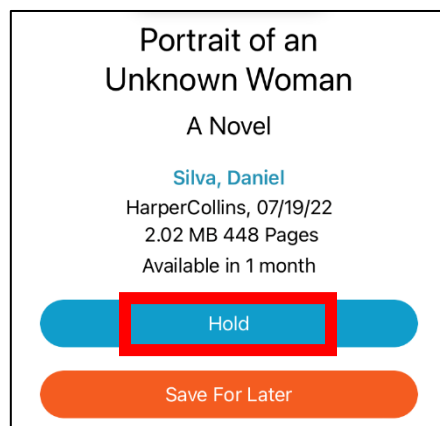 Portrait of an
Unknown Woman
A Novel
Silva, Daniel
HarperCollins, 07/19/22
2.02 MB 448 Pages
Available in 1 month
Hold
Save For Later